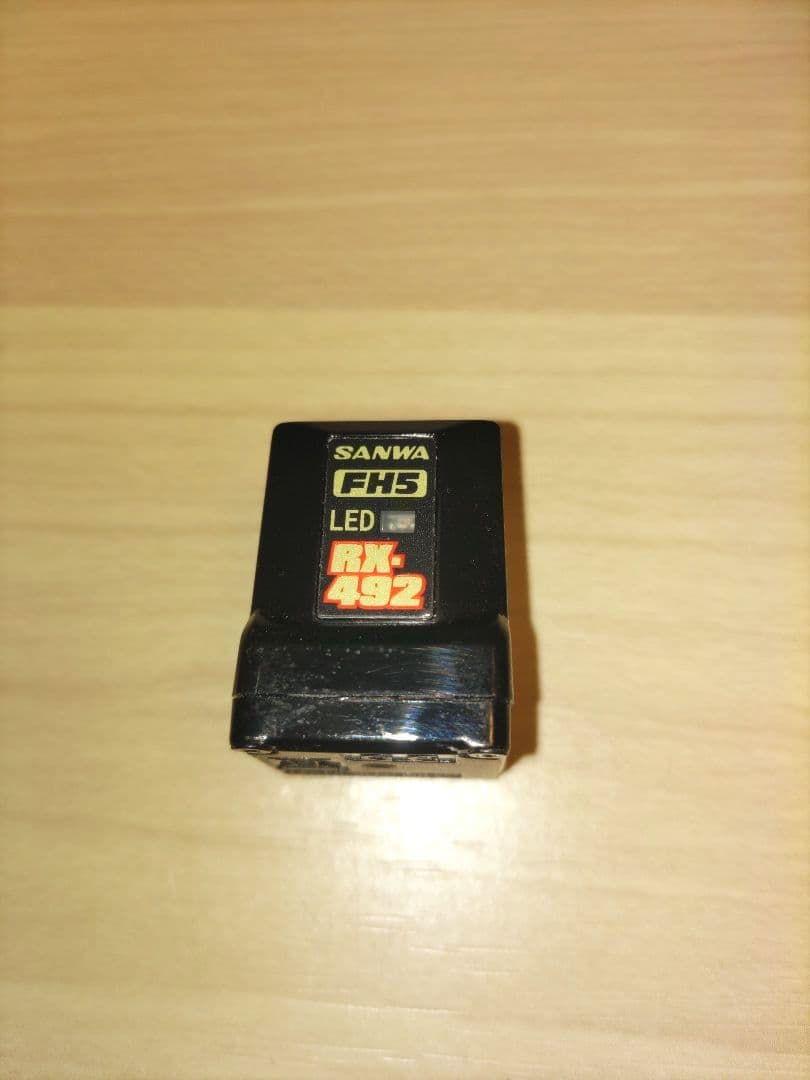 SANWA
FH5
LED
RX-
492